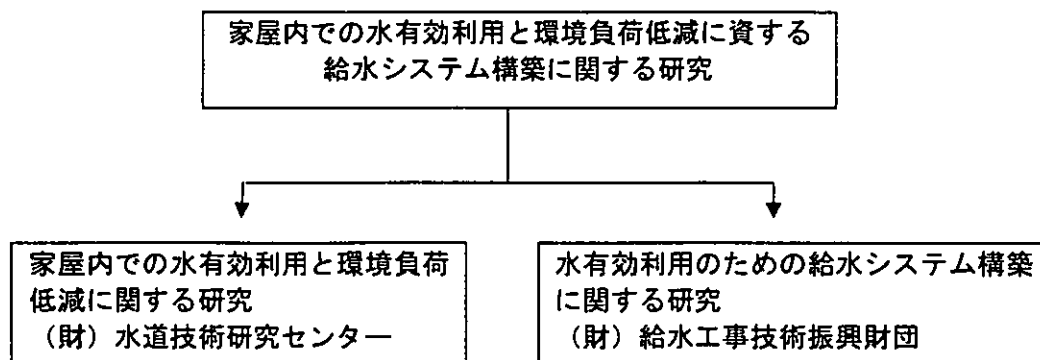 家屋内での水有効利用と環境負荷低減に資する
給水システム構築に関する研究
家屋内での水有効利用と環境負荷
低減に関する研究
（財）水道技術研究センター
水有効利用のための給水システム構築
に関する研究
（財）給水工事技術振興財団